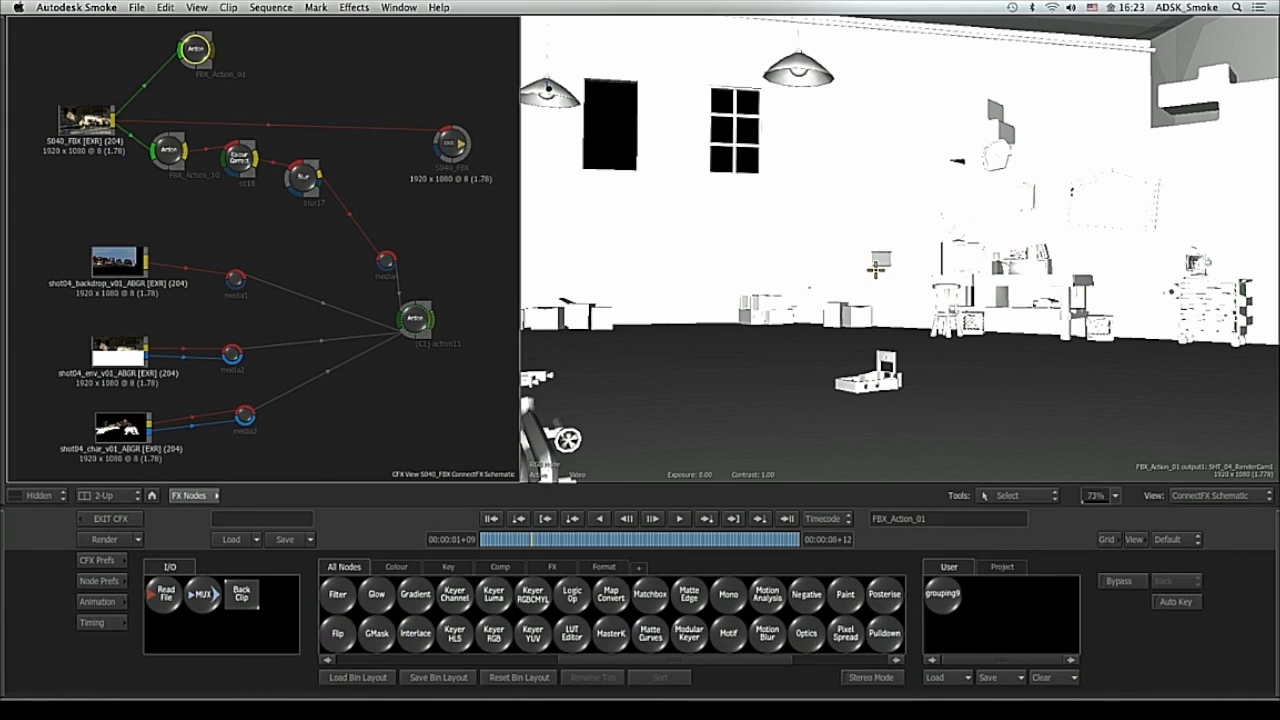 Autodesk Smoke File Edit View Clip Sequence Mark Effects Window Help
金 16:23 ADSK_Smoke
Action
FBX_Action_01
S040_FBX [EXR] (204)
1920 x 1080 @ 8 (1.78)
Action
FBX_Action_10
Colour Correct
cc18
Blur
blur17
S040_FBX
1920 x 1080 @ 8 (1.78)
shot04_backdrop_v01_ABGR [EXR] (204)
1920 x 1080 @ 8 (1.78)
media1
Action
(C1) action11
shot04_env_v01_ABGR [EXR] (204)
1920 x 1080 @ 8 (1.78)
media2
shot04_char_v01_ABGR [EXR] (204)
1920 x 1080 @ 8 (1.78)
media3
CFX View S040_FBX ConnectFX Schematic
Active Video
Exposure: 0.00 Contrast: 1.00
FBX_Action_01 output1: SHT_04_RenderCam1
1920 x 1080 (1.778)
Hidden 2-Up FX Nodes
Tools: Select 73% View: ConnectFX Schematic
EXIT CFX
Timecode FBX_Action_01
Render Load Save
00:00:01+09 00:00:08+12
Grid View Default
CFX Prefs
Node Prefs
Animation
Timing
I/O
Read File
MUX
Back Clip
All Nodes Colour Key Comp FX Format +
Filter Glow Gradient Keyer Channel Keyer Luma Keyer RGBCMYL Logic Op Map Convert Matchbox Matte Edge Mono Motion Analysis Negative Paint Posterise
Flip GMask Interlace Keyer HLS Keyer RGB Keyer YUV LUT Editor MasterK Matte Curves Modular Keyer Motif Motion Blur Optics Pixel Spread Pulldown
Load Bin Layout Save Bin Layout Reset Bin Layout Rename Tab Sort Stereo Mode
User Project
grouping9
Load Save Clear
Bypass Back
Auto Key